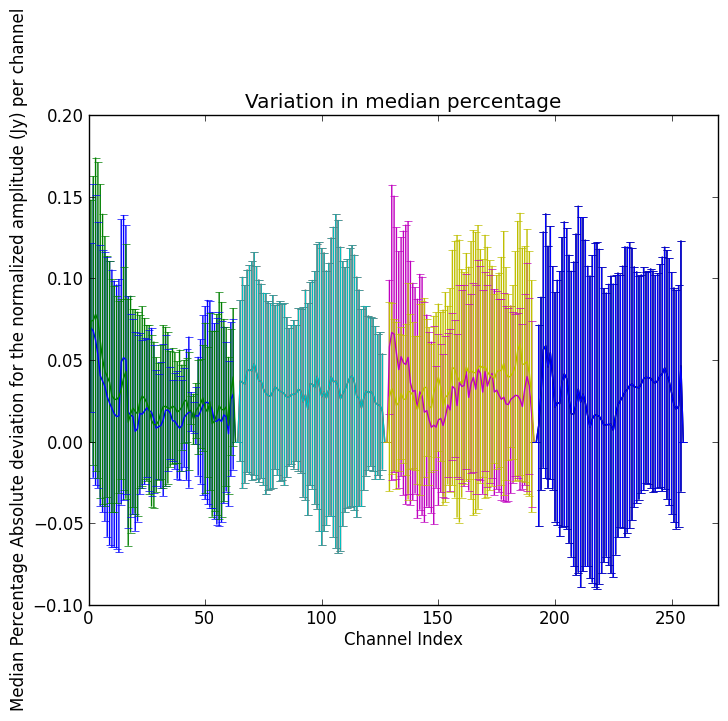 Variation in median percentage
Median Percentage Absolute deviation for the normalized amplitude (Jy) per channel
0.20
0.15
0.10
0.05
0.00
−0.05
−0.10
0 50 100 150 200 250
Channel Index